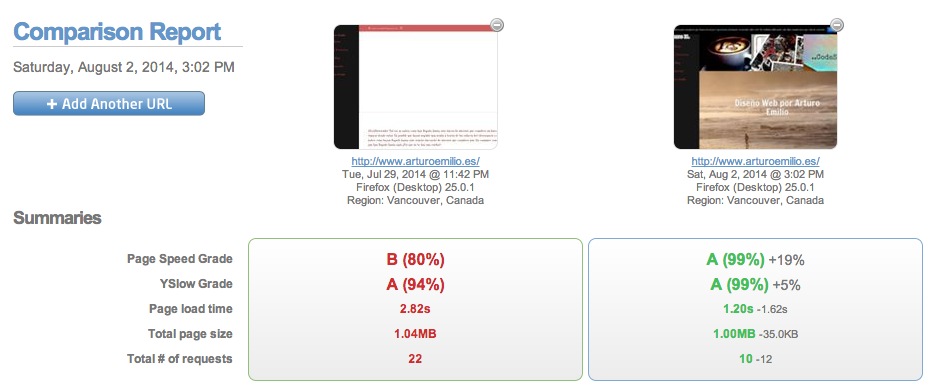 Comparison Report
Saturday, August 2, 2014, 3:02 PM
+ Add Another URL
Diseño Web por Arturo
Emilio
http://www.arturoemilio.es/
Tue, Jul 29, 2014 @ 11:42 PM
Firefox (Desktop) 25.0.1
Region: Vancouver, Canada
http://www.arturoemilio.es/
Sat, Aug 2, 2014 @ 3:02 PM
Firefox (Desktop) 25.0.1
Region: Vancouver, Canada
Summaries
Page Speed Grade B (80%) A (99%) +19%
YSlow Grade A (94%) A (99%) +5%
Page load time 2.82s 1.20s -1.62s
Total page size 1.04MB 1.00MB -35.0KB
Total # of requests 22 10 -12